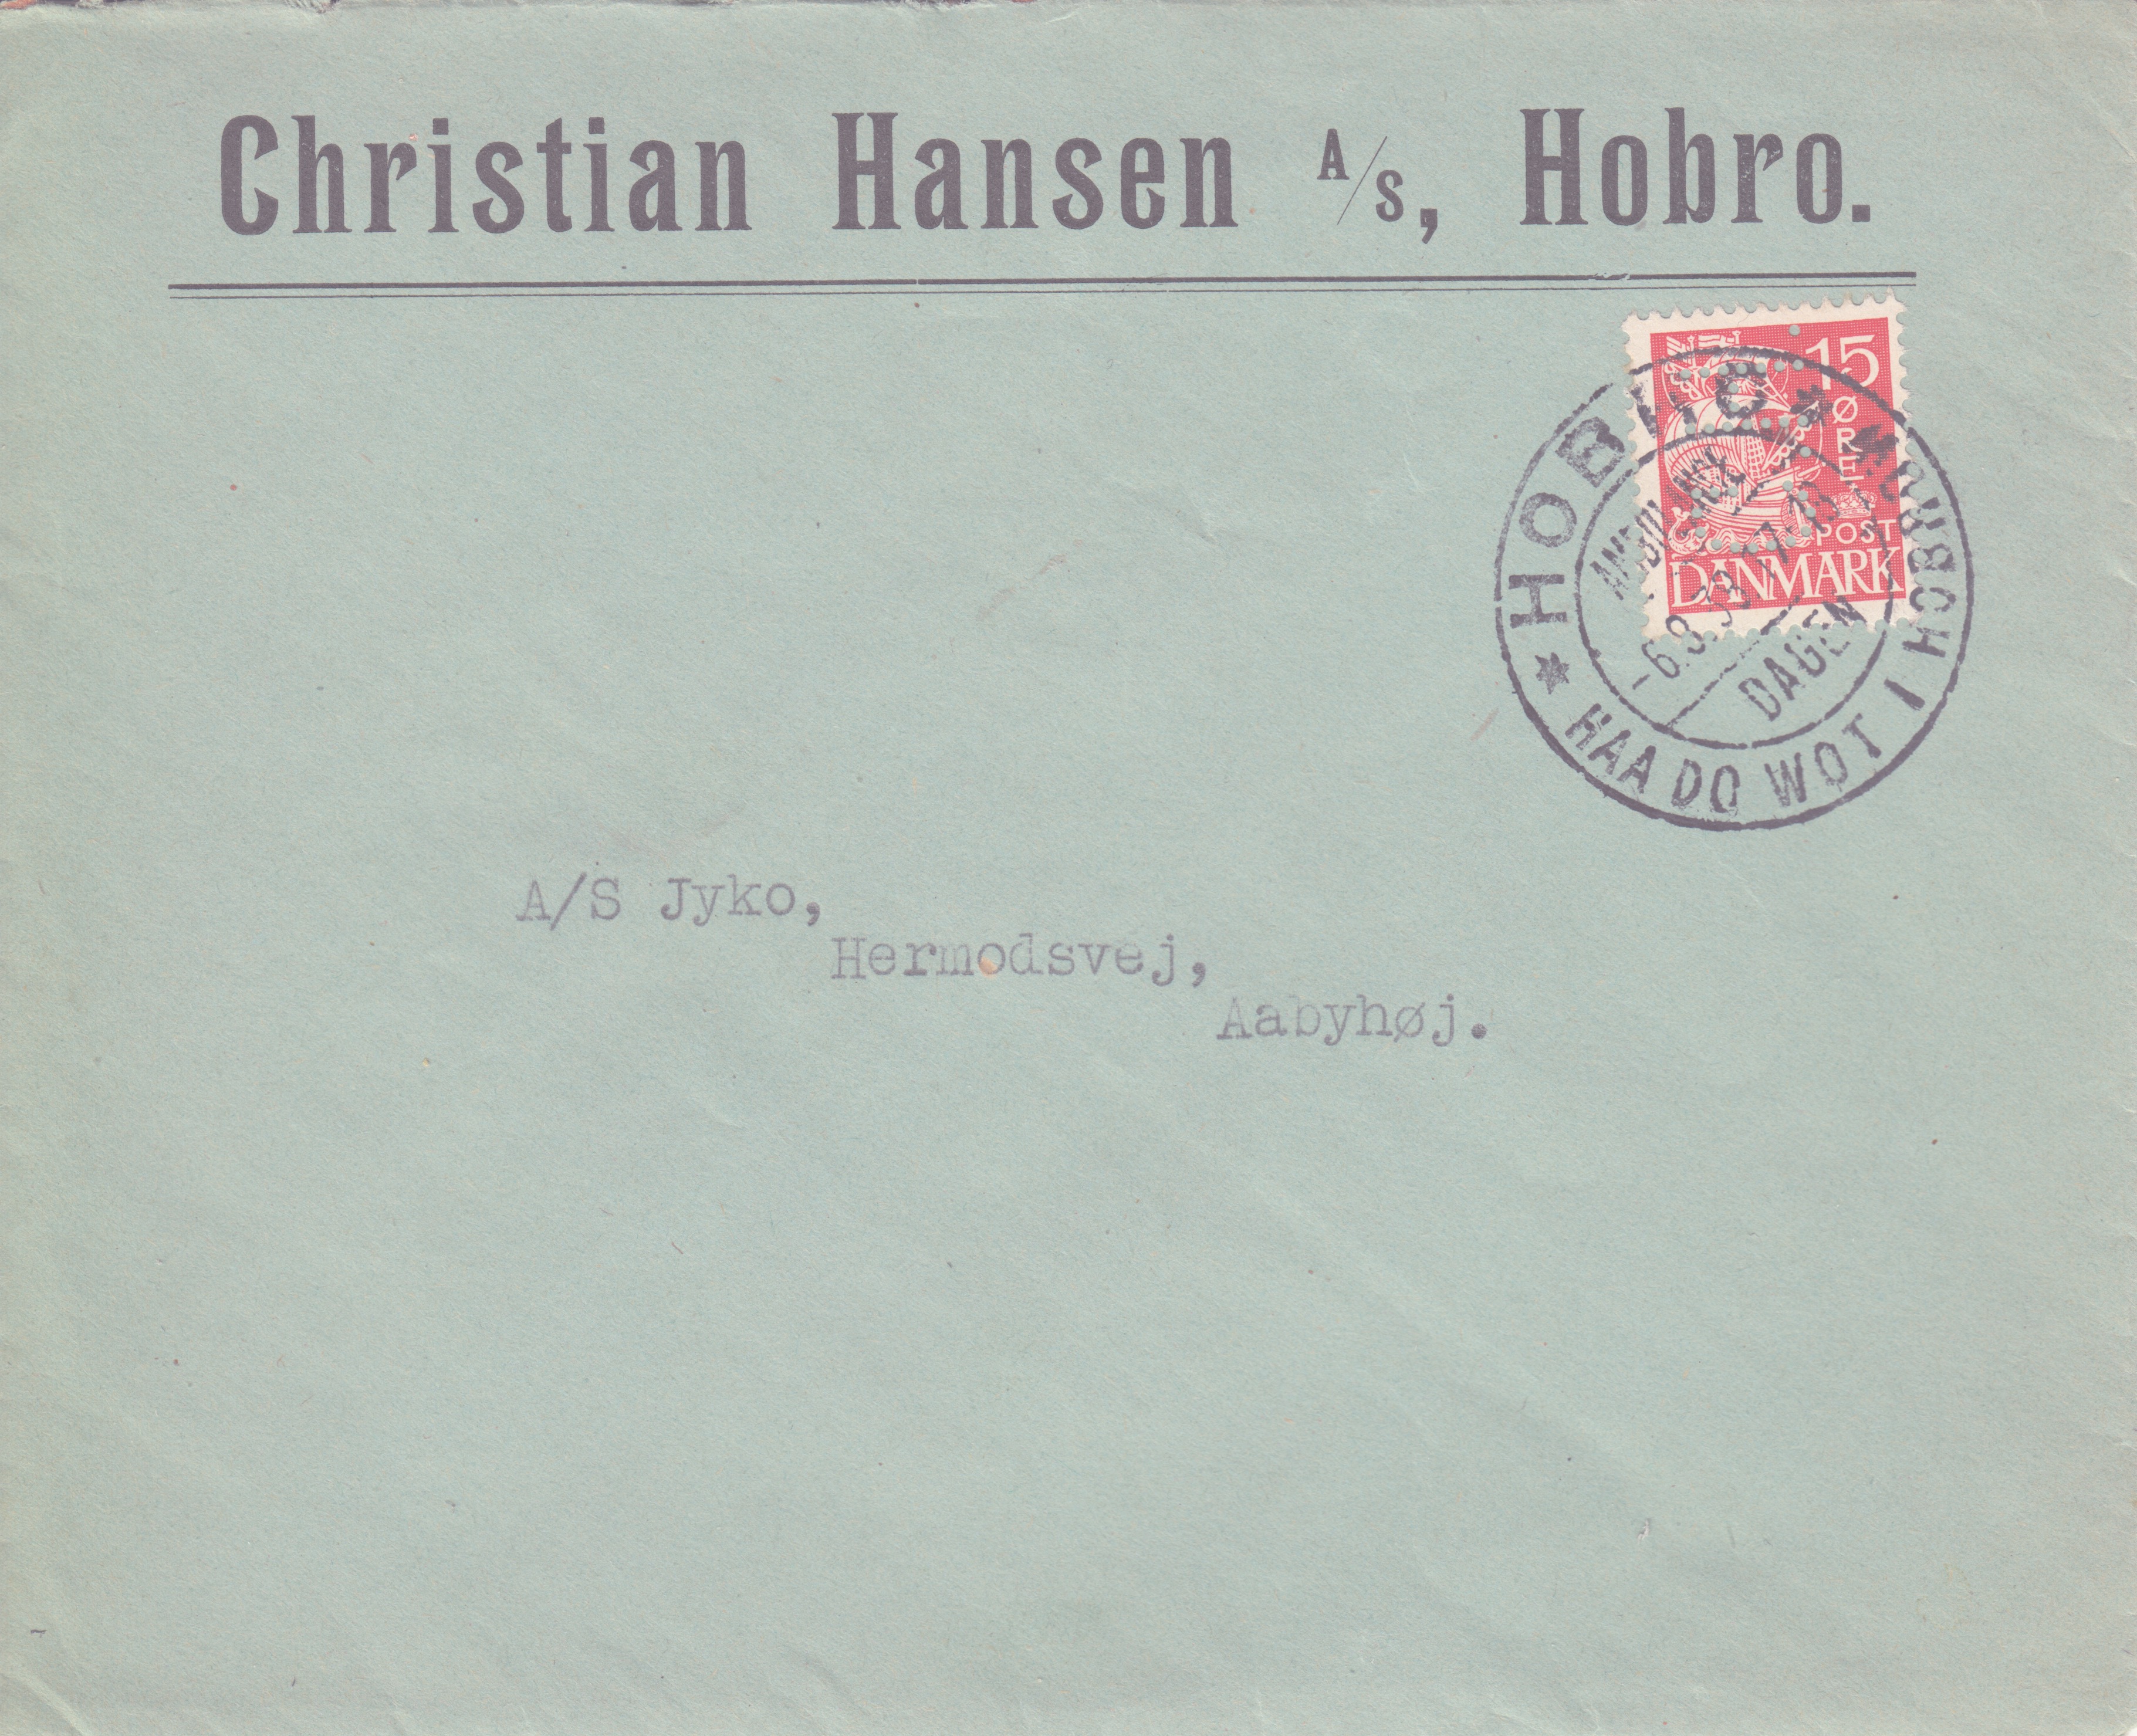 Christian Hansen A/S, Hobro.
15
ØRE
POST
DANMARK
HOBRO
HAA DO WOT I HOBRO
DAGEN
A/S Jyko,
Hermodsvej,
Aabyhøj.